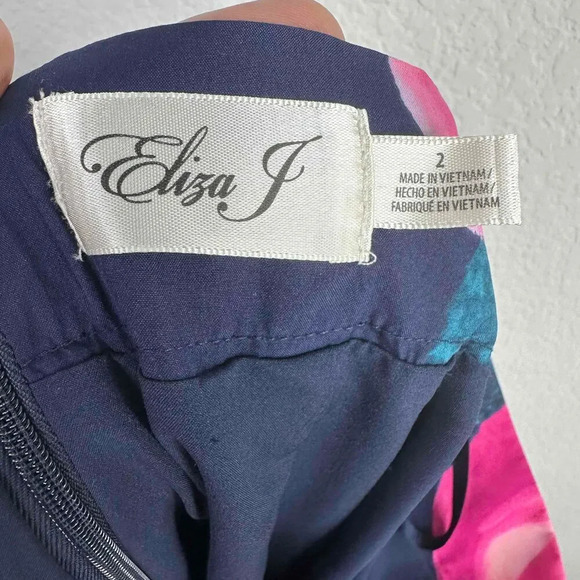 Eliza J
2
MADE IN VIETNAM/
HECHO EN VIETNAM/
FABRIQUÉ EN VIETNAM